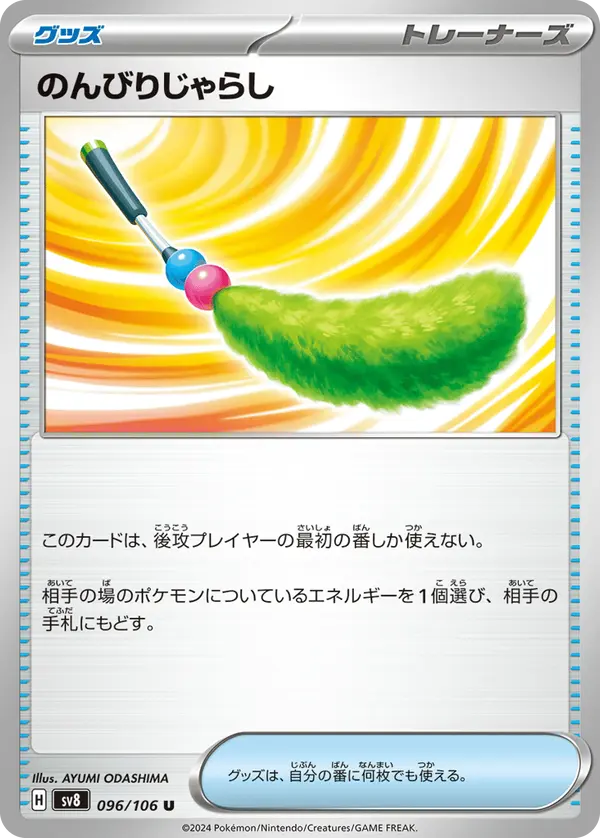 グッズ
トレーナーズ
のんびりじゃらし
このカードは、後攻プレイヤーの最初の番しか使えない。
相手の場のポケモンについているエネルギーを1個選び、相手の
手札にもどす。
グッズは、自分の番に何枚でも使える。
Illus. AYUMI ODASHIMA
H sv8 096/106 U
©2024 Pokémon/Nintendo/Creatures/GAME FREAK.